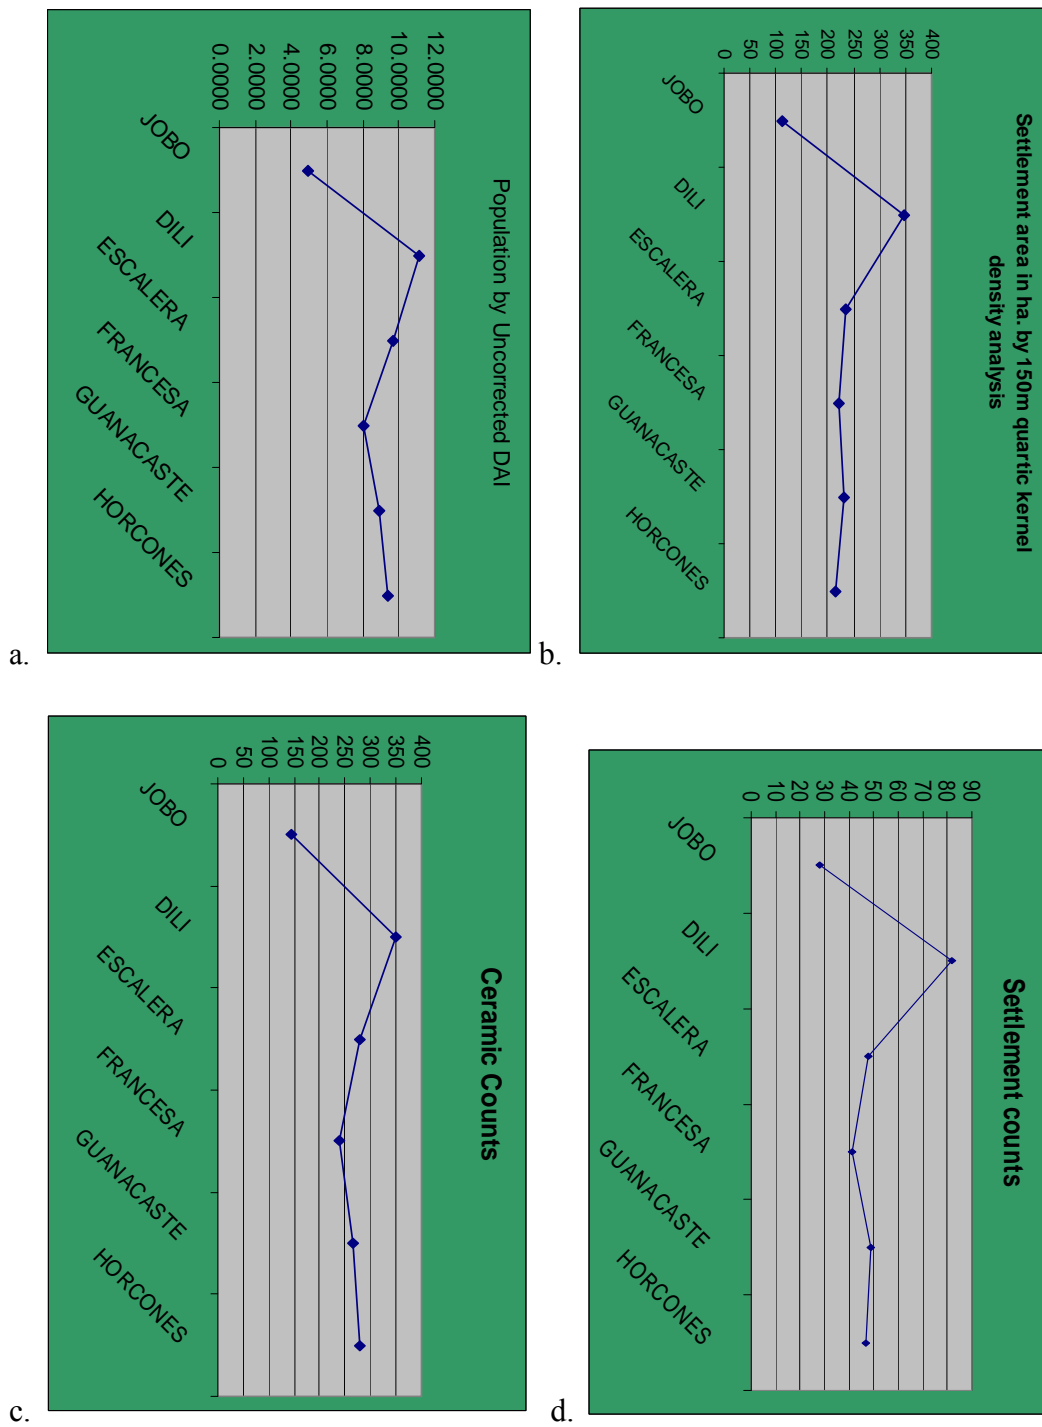 Population by Uncorrected DAI
12.0000
10.0000
8.0000
6.0000
4.0000
2.0000
0.0000
JOBO
DILI
ESCALERA
FRANCESA
GUANACASTE
HORCONES
a.
Settlement area in ha. by 150m quartic kernel
density analysis
400
350
300
250
200
150
100
50
0
JOBO
DILI
ESCALERA
FRANCESA
GUANACASTE
HORCONES
b.
Ceramic Counts
400
350
300
250
200
150
100
50
0
JOBO
DILI
ESCALERA
FRANCESA
GUANACASTE
HORCONES
c.
Settlement counts
90
80
70
60
50
40
30
20
10
0
JOBO
DILI
ESCALERA
FRANCESA
GUANACASTE
HORCONES
d.